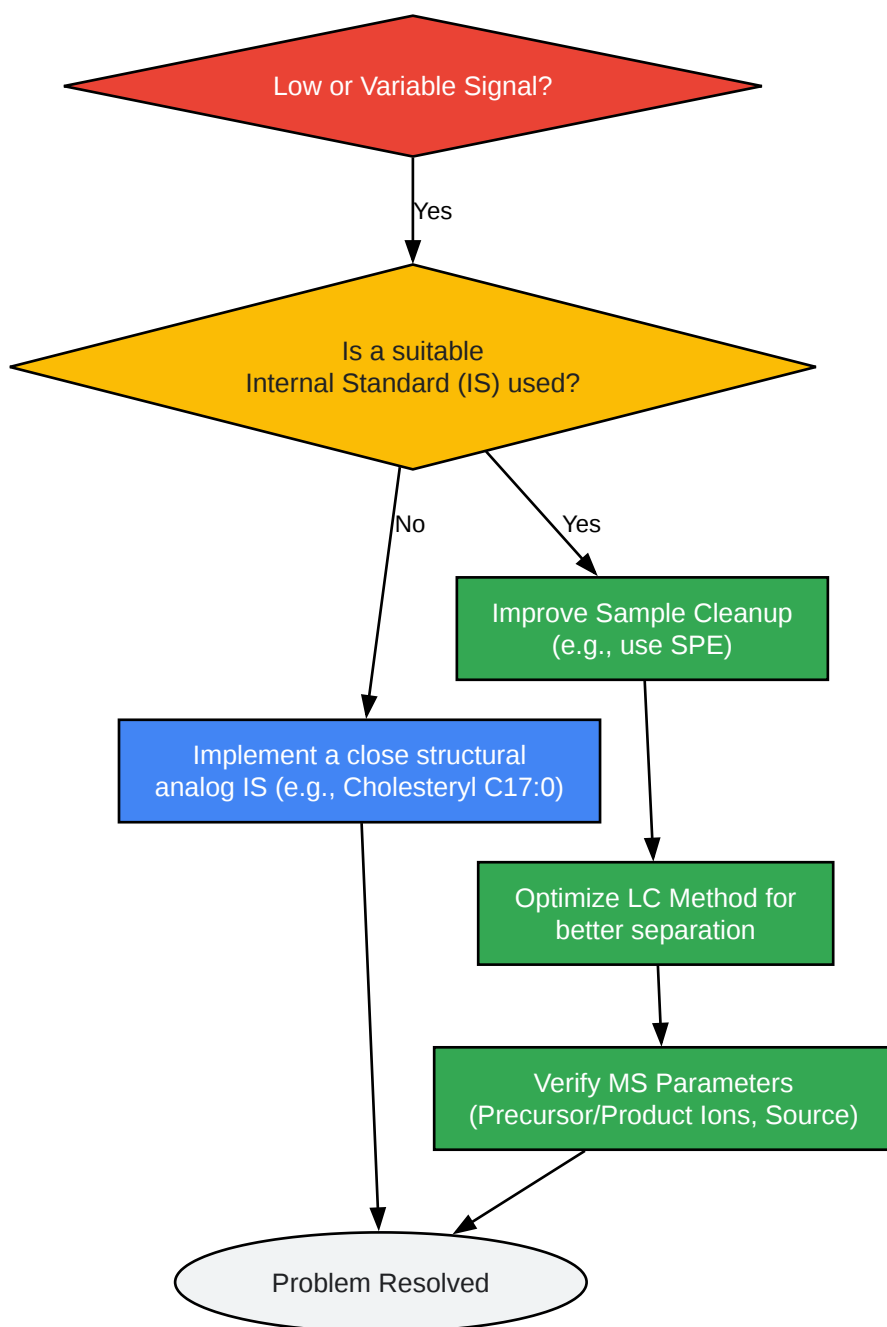 Low or Variable Signal?
Yes
Is a suitable
Internal Standard (IS) used?
No
Yes
Improve Sample Cleanup
(e.g., use SPE)
Implement a close structural
analog IS (e.g., Cholesteryl C17:0)
Optimize LC Method for
better separation
Verify MS Parameters
(Precursor/Product Ions, Source)
Problem Resolved